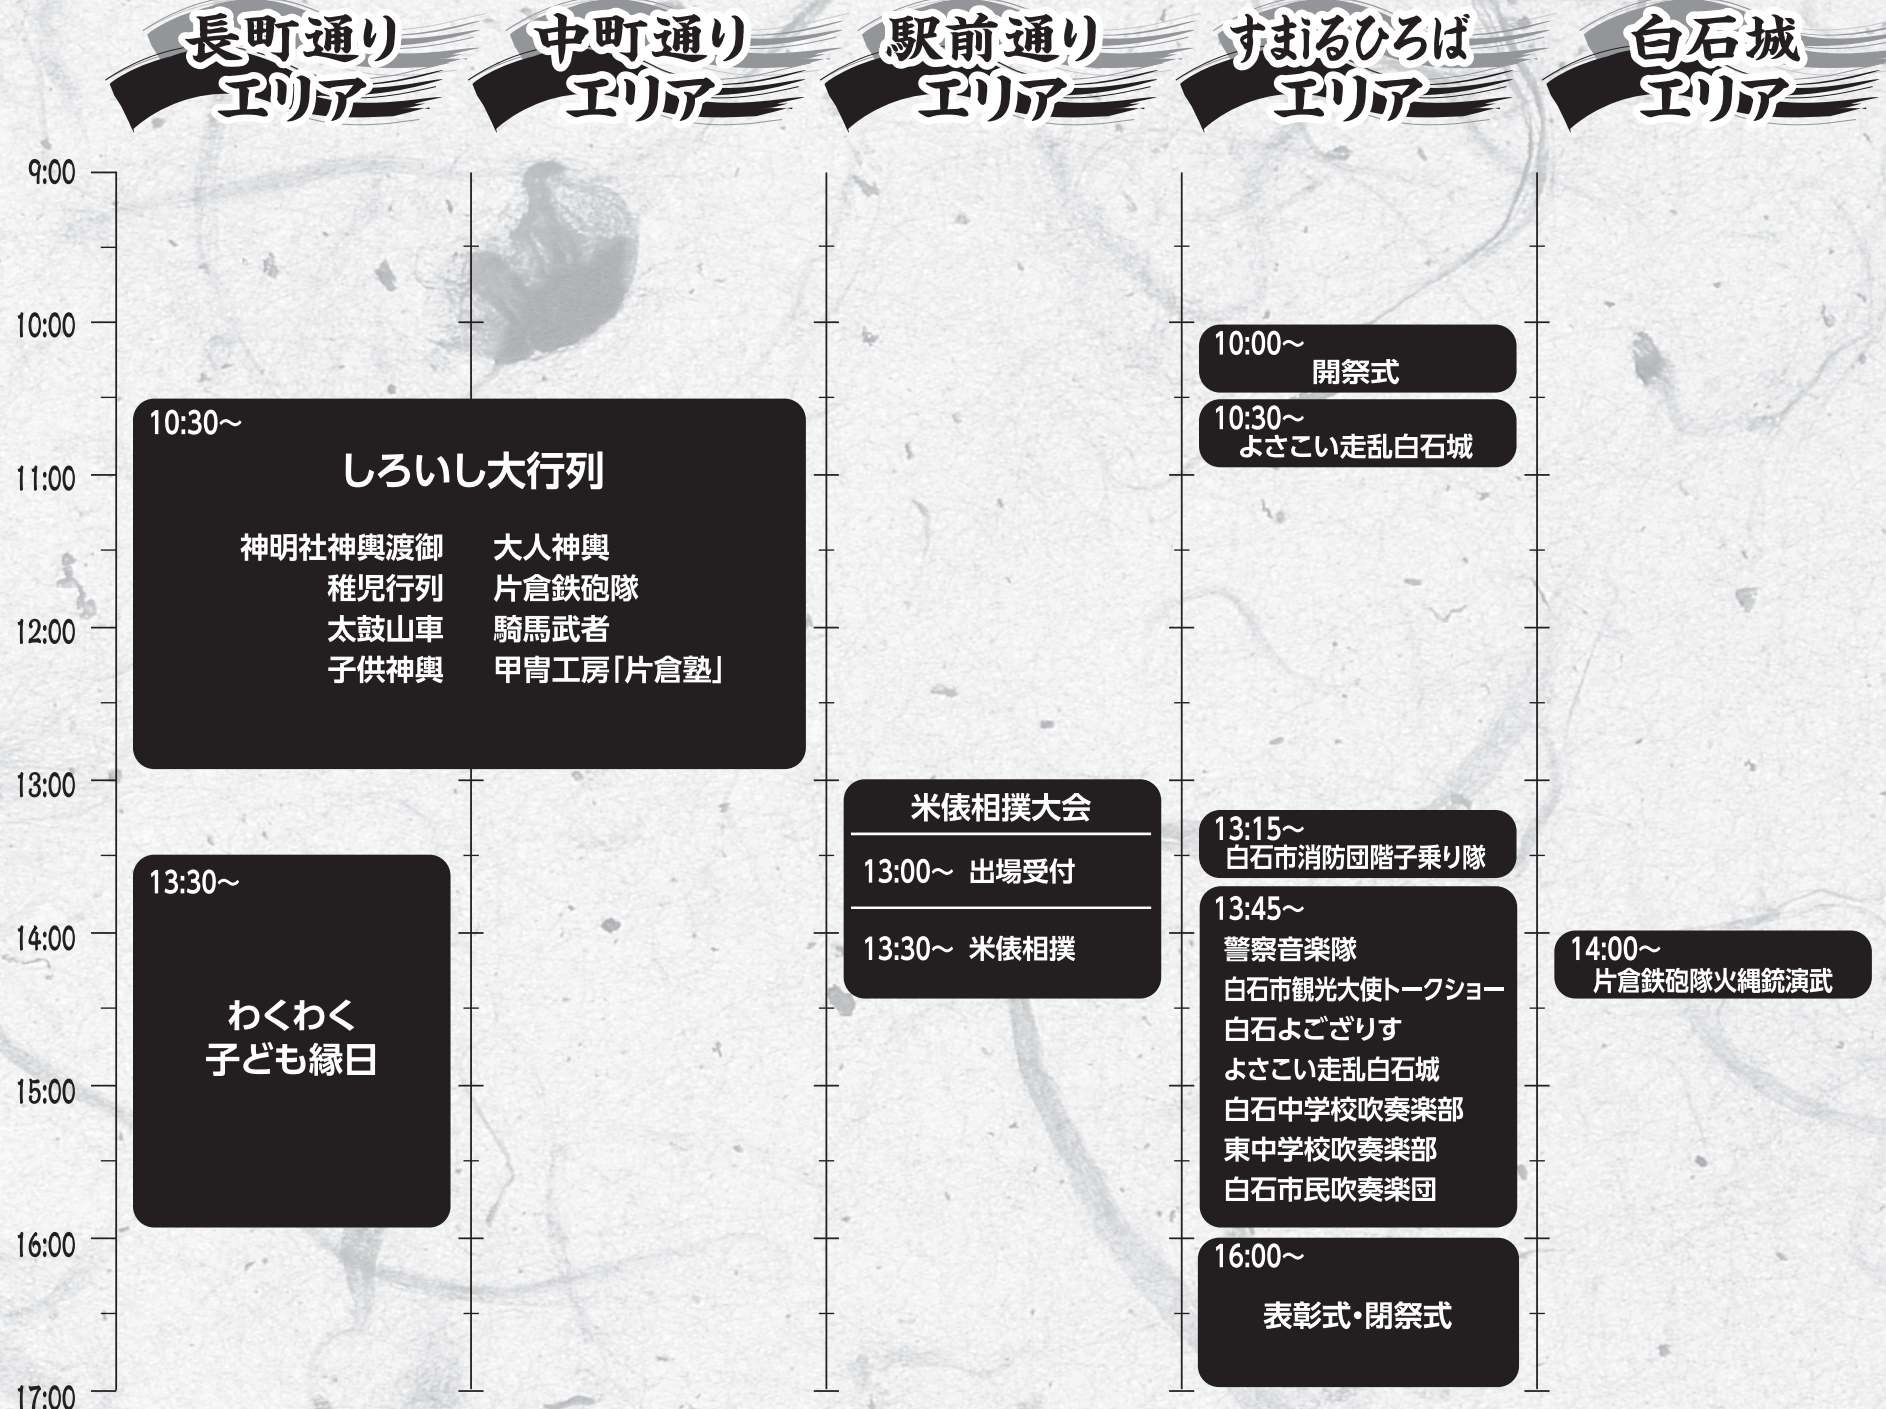 長町通り
エリア
中町通り
エリア
駅前通り
エリア
すまiるひろば
エリア
白石城
エリア
9:00
10:00
11:00
12:00
13:00
14:00
15:00
16:00
17:00
10:30～
しろいし大行列
神明社神輿渡御 大人神輿
稚児行列 片倉鉄砲隊
太鼓山車 騎馬武者
子供神輿 甲冑工房「片倉塾」
13:30～
わくわく
子ども縁日
米俵相撲大会
13:00～ 出場受付
13:30～ 米俵相撲
10:00～
開祭式
10:30～
よさこい走乱白石城
13:15～
白石市消防団階子乗り隊
13:45～
警察音楽隊
白石市観光大使トークショー
白石よござりす
よさこい走乱白石城
白石中学校吹奏楽部
東中学校吹奏楽部
白石市民吹奏楽団
16:00～
表彰式・閉祭式
14:00～
片倉鉄砲隊火縄銃演武